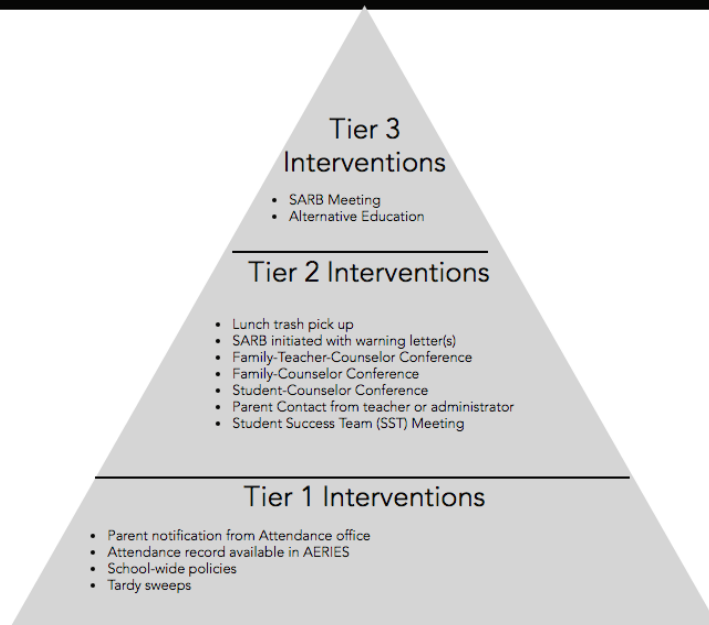 Tier 3
Interventions
• SARB Meeting
• Alternative Education
Tier 2 Interventions
• Lunch trash pick up
• SARB initiated with warning letter(s)
• Family-Teacher-Counselor Conference
• Family-Counselor Conference
• Student-Counselor Conference
• Parent Contact from teacher or administrator
• Student Success Team (SST) Meeting
Tier 1 Interventions
• Parent notification from Attendance office
• Attendance record available in AERIES
• School-wide policies
• Tardy sweeps